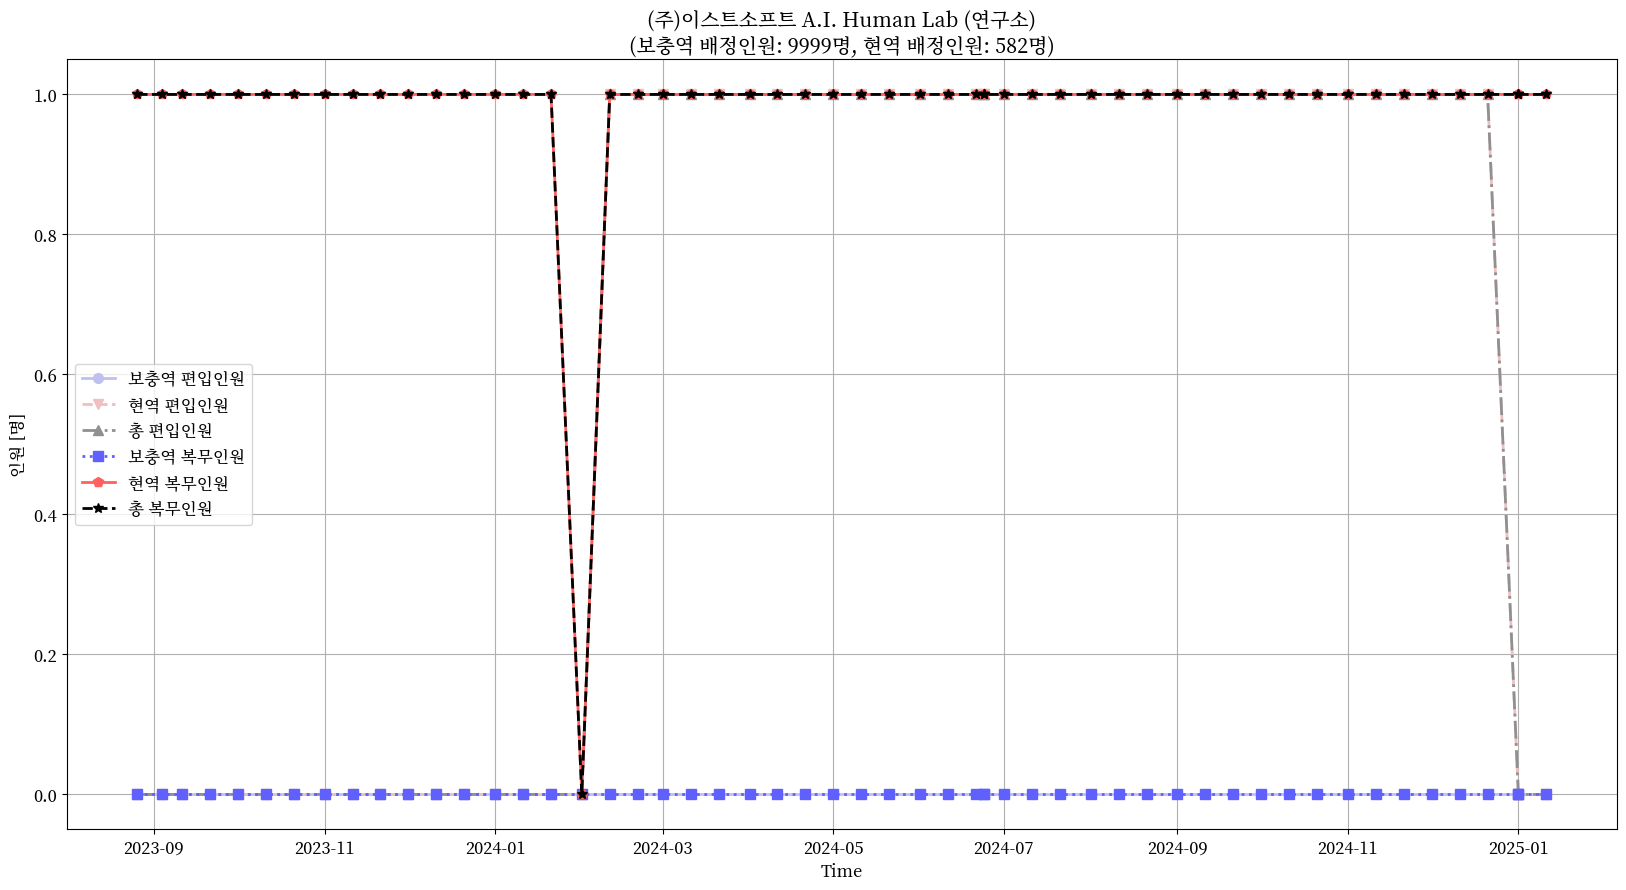 (주)이스트소프트 A.I. Human Lab (연구소)
(보충역 배정인원: 9999명, 현역 배정인원: 582명)
1.0
0.8
0.6
0.4
0.2
0.0
인원 [명]
보충역 편입인원
현역 편입인원
총 편입인원
보충역 복무인원
현역 복무인원
총 복무인원
2023-09
2023-11
2024-01
2024-03
2024-05
2024-07
2024-09
2024-11
2025-01
Time